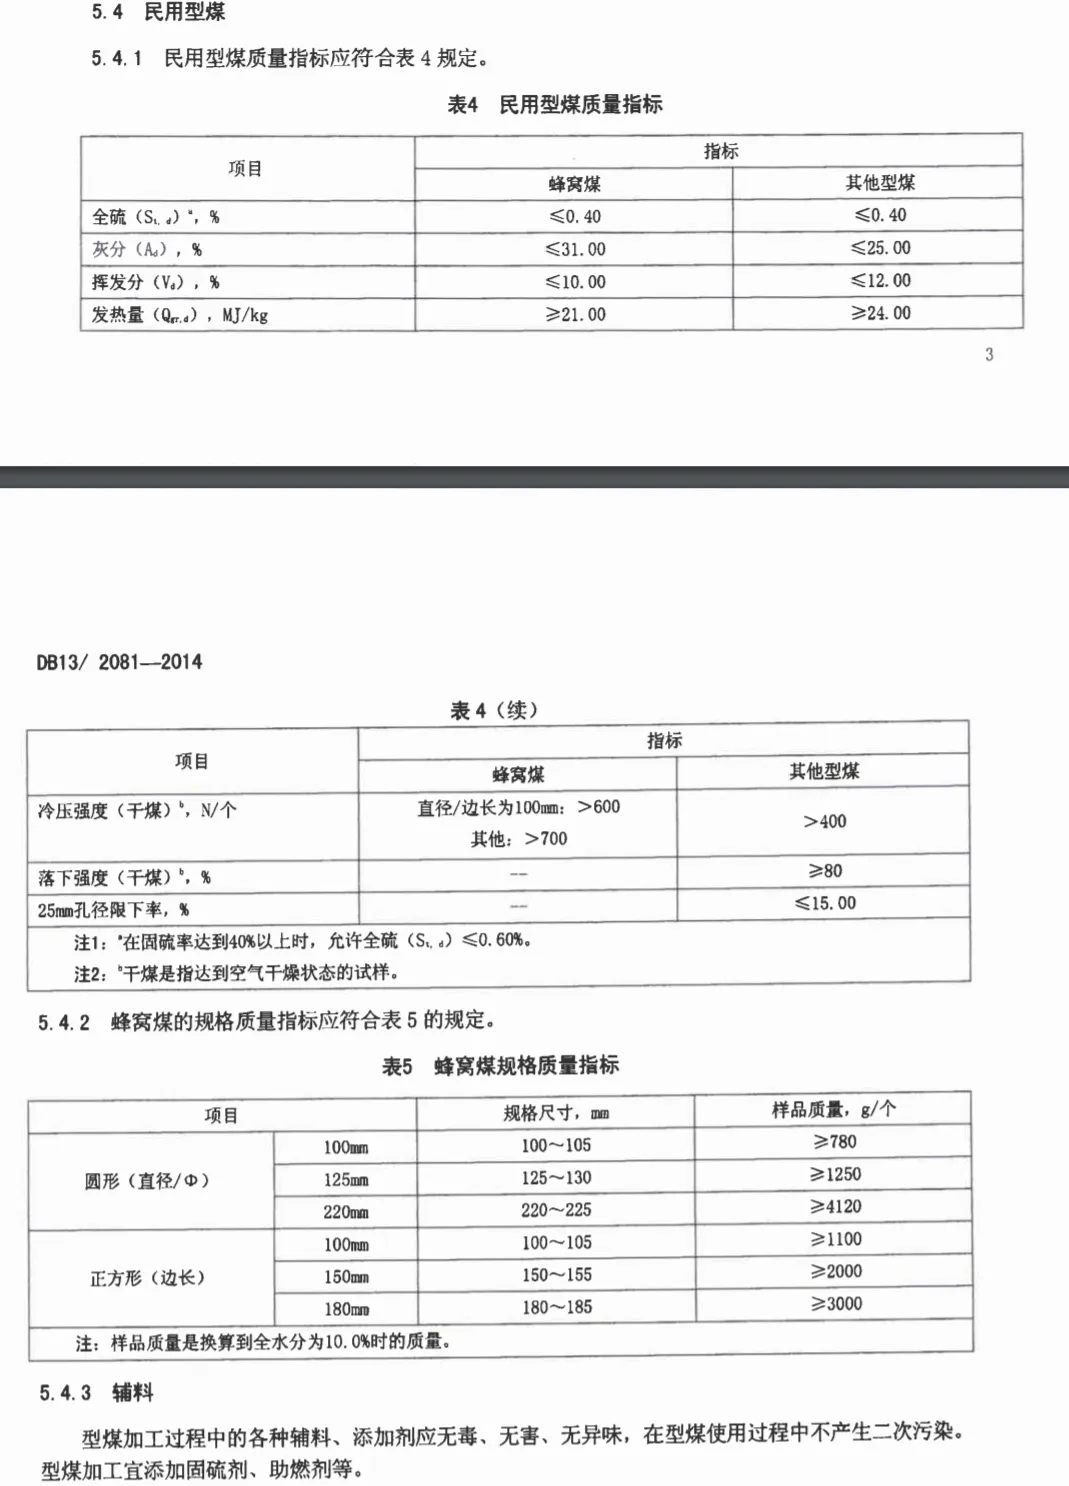 5.4 民用型煤
5.4.1 民用型煤质量指标应符合表4规定。
表4 民用型煤质量指标
项目
指标
蜂窝煤 其他型煤
全硫（St,d）a，% ≤0.40 ≤0.40
灰分（Ad），% ≤31.00 ≤25.00
挥发分（Vd），% ≤10.00 ≤12.00
发热量（Qgr,d），MJ/kg ≥21.00 ≥24.00
3
DB13/ 2081—2014
表4（续）
项目
指标
蜂窝煤 其他型煤
冷压强度（干煤）b，N/个 直径/边长为100mm：>600
其他：>700
>400
落下强度（干煤）b，% —— ≥80
25mm孔径限下率，% —— ≤15.00
注1：a在固硫率达到40%以上时，允许全硫（St,d）≤0.60%。
注2：b干煤是指达到空气干燥状态的试样。
5.4.2 蜂窝煤的规格质量指标应符合表5的规定。
表5 蜂窝煤规格质量指标
项目 规格尺寸，mm 样品质量，g/个
圆形（直径/Φ）
100mm 100～105 ≥780
125mm 125～130 ≥1250
220mm 220～225 ≥4120
正方形（边长）
100mm 100～105 ≥1100
150mm 150～155 ≥2000
180mm 180～185 ≥3000
注：样品质量是换算到全水分为10.0%时的质量。
5.4.3 辅料
型煤加工过程中的各种辅料、添加剂应无毒、无害、无异味，在型煤使用过程中不产生二次污染。
型煤加工宜添加固硫剂、助燃剂等。